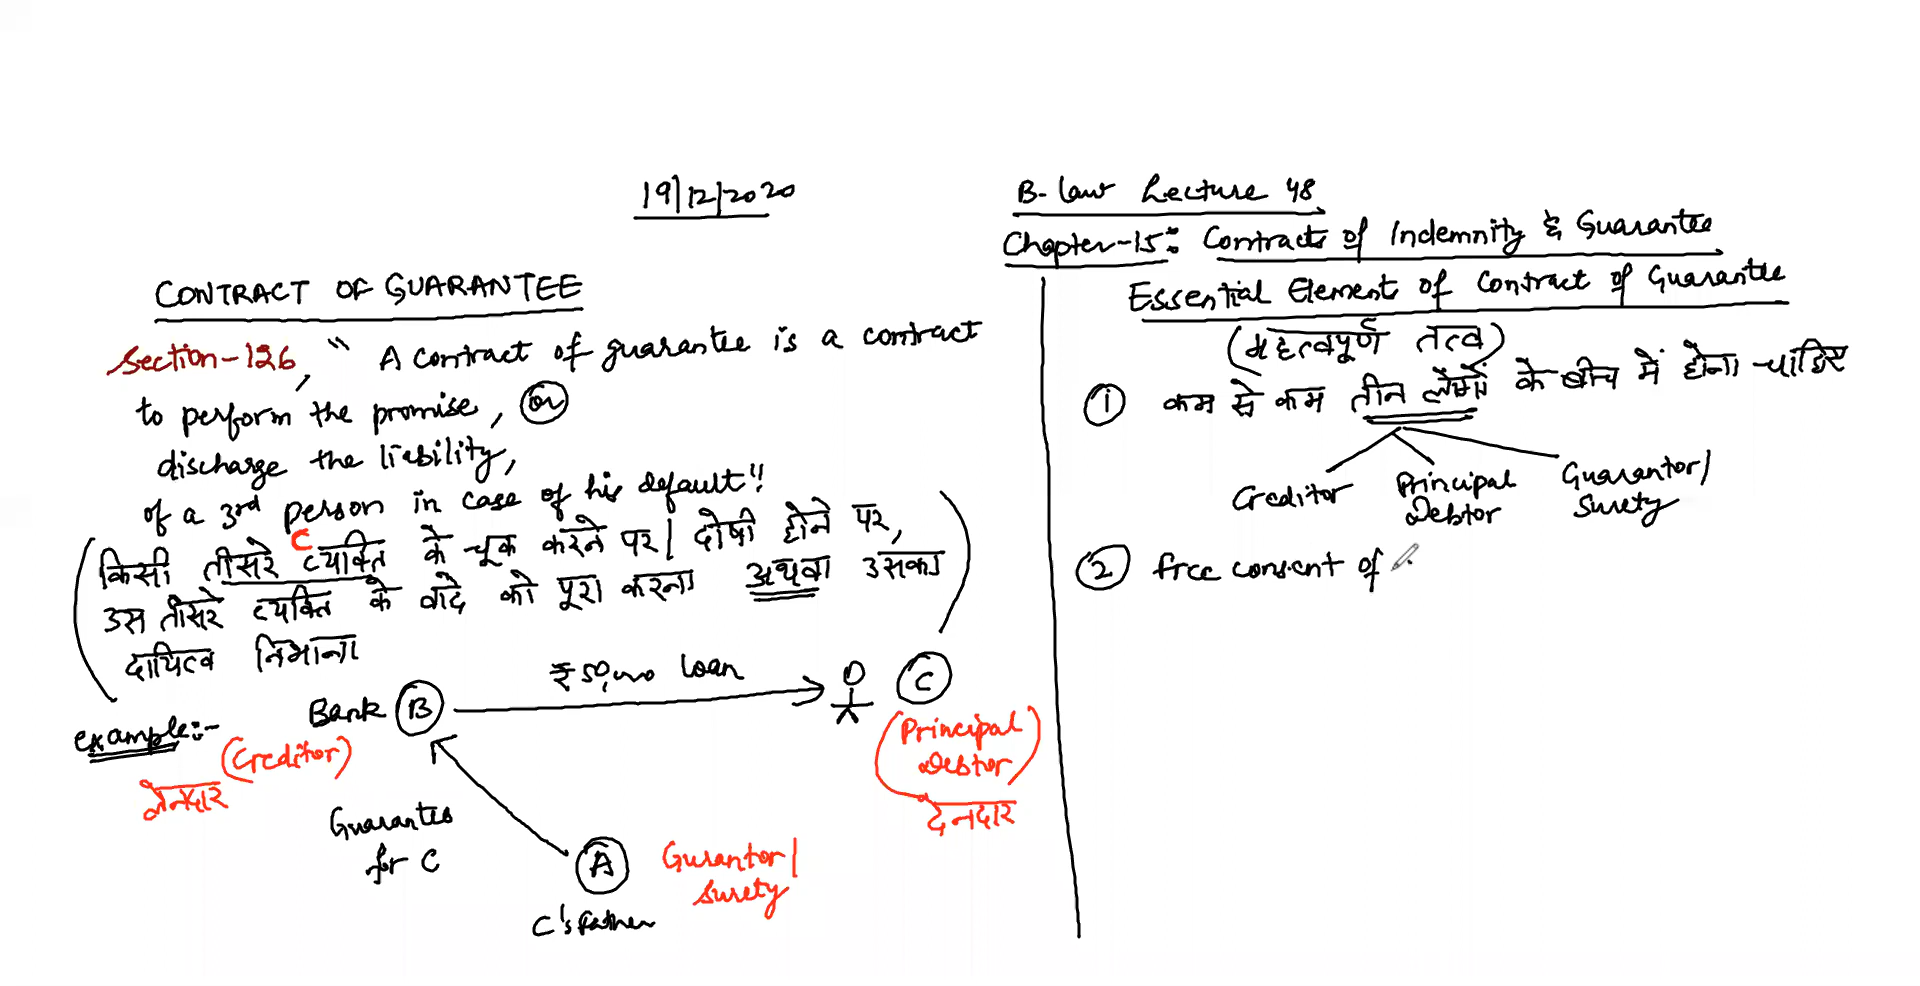 19/12/2020
B-law Lecture 48
Chapter-15: Contracts of Indemnity & Guarantee
CONTRACT OF GUARANTEE
Section-126, " A contract of guarantee is a contract
to perform the promise, or
discharge the liability,
of a 3rd person in case of his default"
(किसी तीसरे व्यक्ति के चूक करने पर/दोषी होने पर,
C
उस तीसरे व्यक्ति के वादे को पूरा करना अथवा उसका
दायित्व निभाना)
example:-
Bank B
₹50,000 loan
C
(Creditor)
लेनदार
(Principal
Debtor)
देनदार
Guarantee
for C
A
Gurantor/
Surety
C's father
Essential Element of Contract of Guarantee
(महत्वपूर्ण तत्व)
1 कम से कम तीन लोगों के बीच में होना चाहिए
Creditor
Principal
Debtor
Guarantor/
Surety
2 free consent of